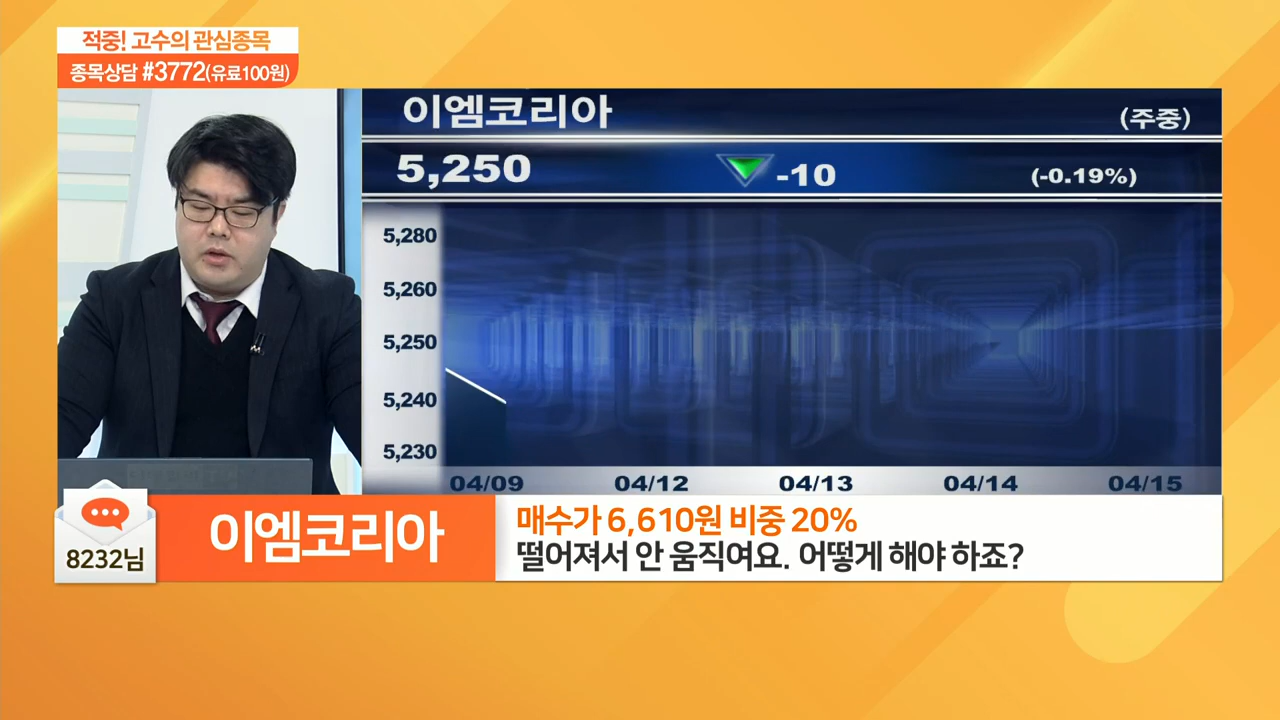 적중! 고수의 관심종목
종목상담 #3772(유료100원)
이엠코리아
(주중)
5,250
-10
(-0.19%)
5,280
5,260
5,250
5,240
5,230
04/09 04/12 04/13 04/14 04/15
8232님
이엠코리아
매수가 6,610원 비중 20%
떨어져서 안 움직여요. 어떻게 해야 하죠?